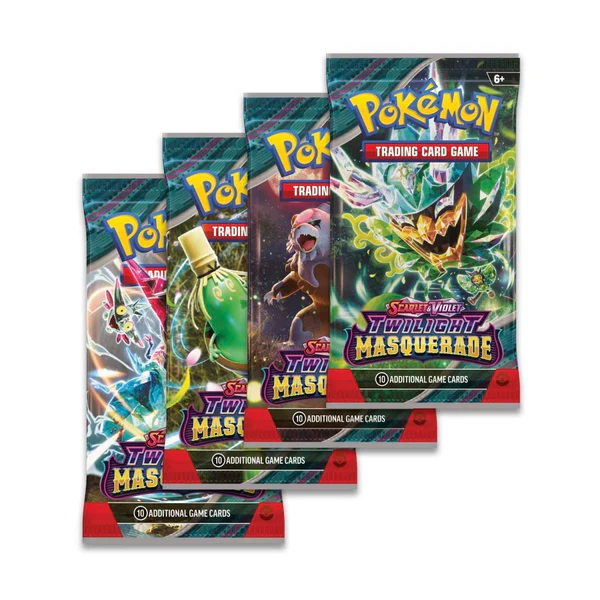 6+
POKéMON
TRADING CARD GAME
SCARLET & VIOLET
TWILIGHT
MASQUERADE
10 ADDITIONAL GAME CARDS
10 ADDITIONAL GAME CARDS
10 ADDITIONAL GAME CARDS
10 ADDITIONAL GAME CARDS